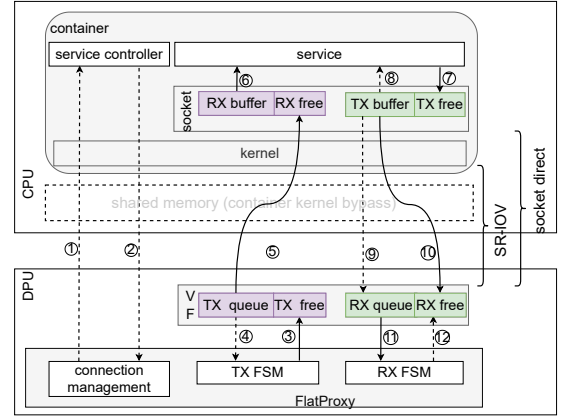 container
service controller
service
⑥
⑧
⑦
RX buffer RX free
TX buffer TX free
socket
kernel
CPU
shared memory (container kernel bypass)
SR-IOV
socket direct
①
②
⑤
⑨
⑩
DPU
V
F
TX queue TX free
RX queue RX free
④
③
⑪
⑫
connection
management
TX FSM
RX FSM
FlatProxy